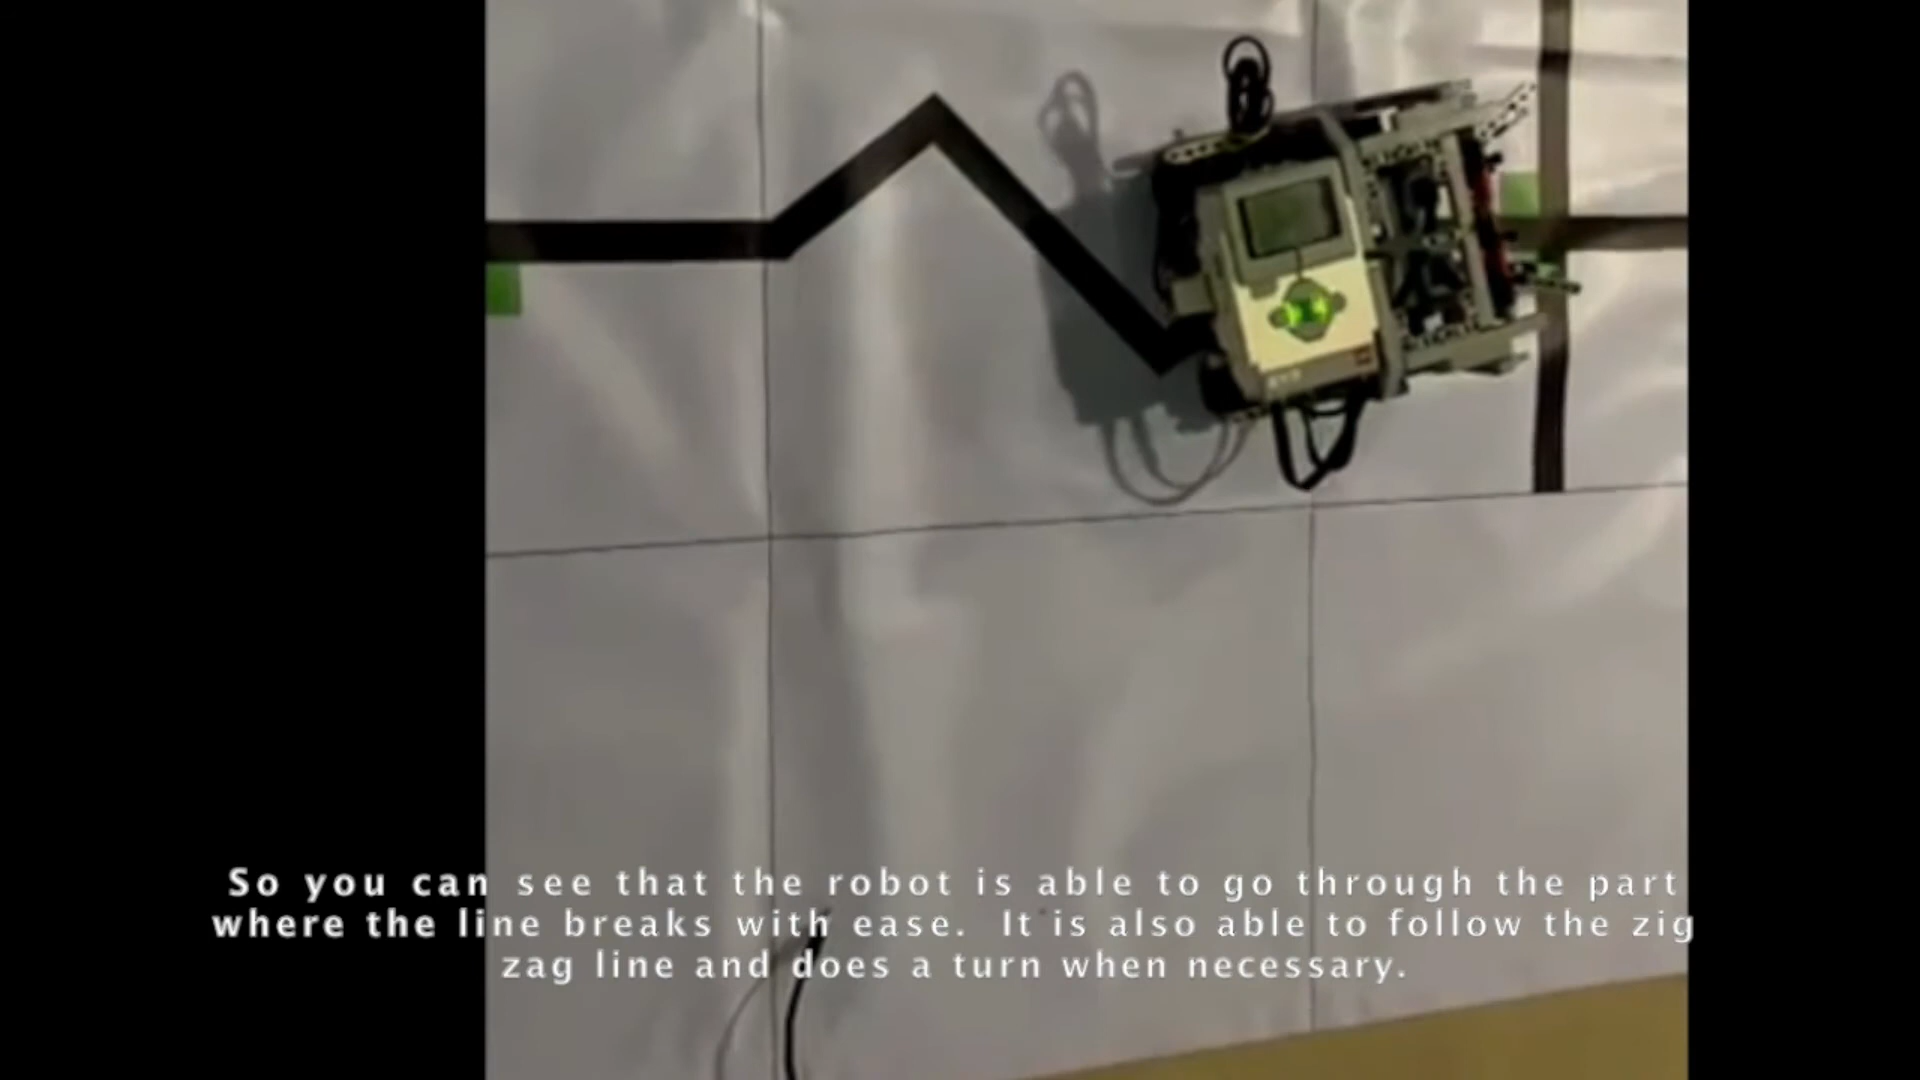 So you can see that the robot is able to go through the part
where the line breaks with ease. It is also able to follow the zig
zag line and does a turn when necessary.